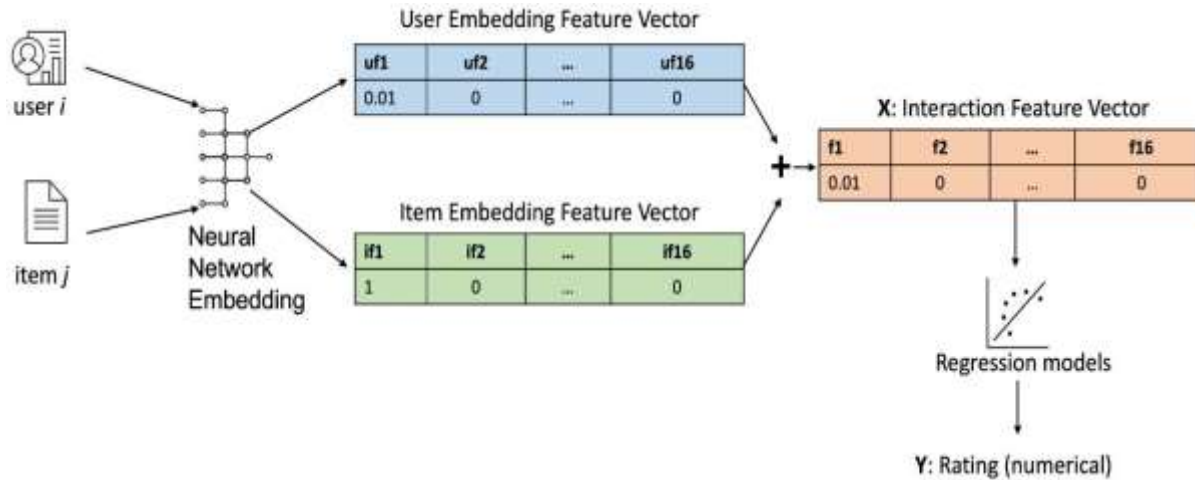 User Embedding Feature Vector
uf1 uf2 ... uf16
0.01 0 ... 0
user i
X: Interaction Feature Vector
f1 f2 ... f16
0.01 0 ... 0
+
Item Embedding Feature Vector
if1 if2 ... if16
1 0 ... 0
item j
Neural
Network
Embedding
Regression models
Y: Rating (numerical)